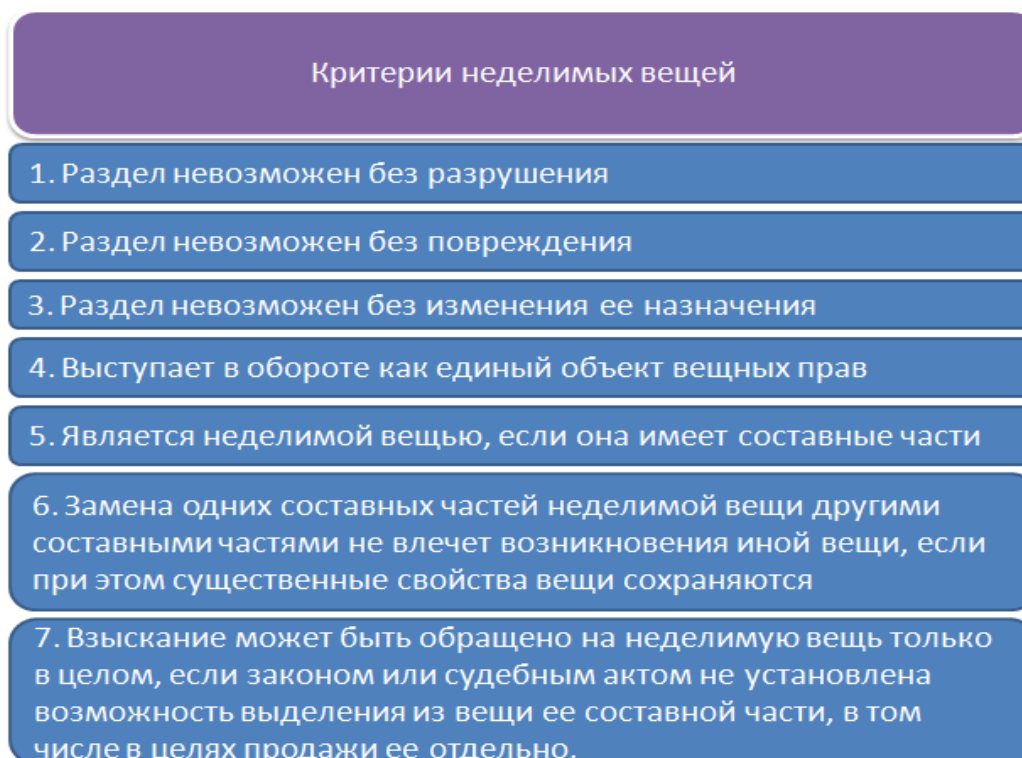 Критерии неделимых вещей
1. Раздел невозможен без разрушения
2. Раздел невозможен без повреждения
3. Раздел невозможен без изменения ее назначения
4. Выступает в обороте как единый объект вещных прав
5. Является неделимой вещью, если она имеет составные части
6. Замена одних составных частей неделимой вещи другими
составными частями не влечет возникновения иной вещи, если
при этом существенные свойства вещи сохраняются
7. Взыскание может быть обращено на неделимую вещь только
в целом, если законом или судебным актом не установлена
возможность выделения из вещи ее составной части, в том
числе в целях продажи ее отдельно.